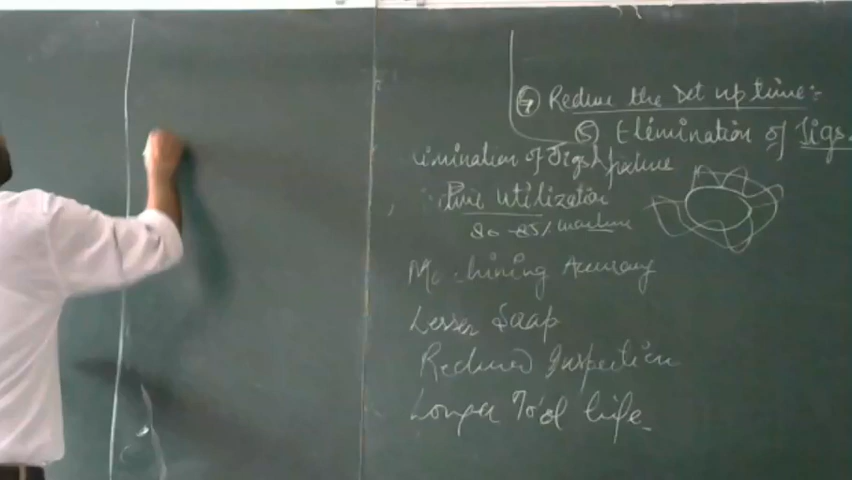 Reduce the Set up time:-
⑤ Elimination of Jigs.
imination of Jigs & fixture
utilization
80-85% machine
Machining Accuracy
Lesser Scrap
Reduced Inspection
Longer Tool life.